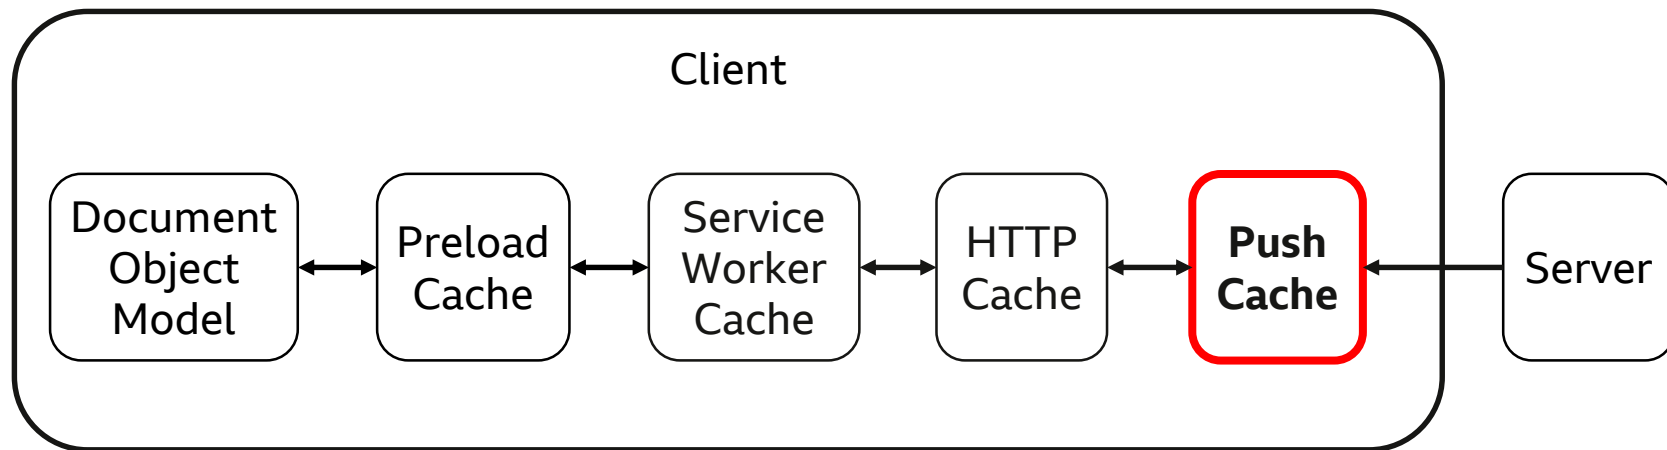 Client
Document
Object
Model
Preload
Cache
Service
Worker
Cache
HTTP
Cache
Push
Cache
Server